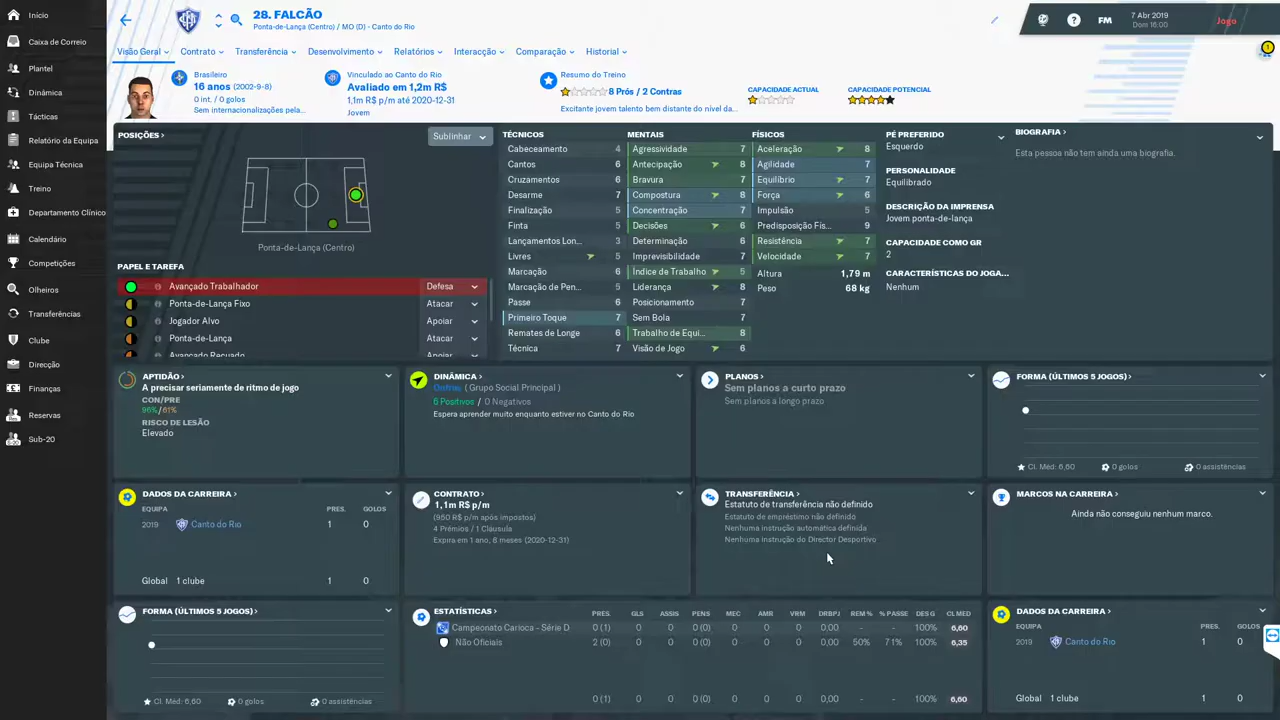 Início
Caixa de Correio
Plantel
Dinâmica
Tácticas
Relatório da Equipa
Equipa Técnica
Treino
Departamento Clínico
Calendário
Competições
Olheiros
Transferências
Clube
Direcção
Finanças
Reservas
Sub-20
28. FALCÃO
Ponta-de-Lança (Centro) / MO (D) - Canto do Rio
FM
7 Abr 2019
Dom 16:00
Jogo
Visão Geral
Contrato
Transferência
Desenvolvimento
Relatórios
Interacção
Comparação
Historial
Brasileiro
16 anos (2002-9-8)
0 int. / 0 golos
Sem internacionalizações pela...
Vinculado ao Canto do Rio
Avaliado em 1,2m R$
1,1m R$ p/m até 2020-12-31
Jovem
Resumo do Treino
8 Prós / 2 Contras
Excitante jovem talento bem distante do nível da...
CAPACIDADE ACTUAL
CAPACIDADE POTENCIAL
POSIÇÕES
Sublinhar
Ponta-de-Lança (Centro)
PAPEL E TAREFA
Avançado Trabalhador Defesa
Ponta-de-Lança Fixo Atacar
Jogador Alvo Apoiar
Ponta-de-Lança Atacar
Avançado Recuado Apoiar
TÉCNICOS
Cabeceamento 4
Cantos 6
Cruzamentos 6
Desarme 7
Finalização 5
Finta 5
Lançamentos Lon... 3
Livres 5
Marcação 6
Marcação de Pen... 5
Passe 6
Primeiro Toque 7
Remates de Longe 6
Técnica 7
MENTAIS
Agressividade 7
Antecipação 8
Bravura 7
Compostura 8
Concentração 7
Decisões 6
Determinação 6
Imprevisibilidade 7
Índice de Trabalho 5
Liderança 8
Posicionamento 7
Sem Bola 7
Trabalho de Equi... 8
Visão de Jogo 6
FÍSICOS
Aceleração 8
Agilidade 7
Equilíbrio 7
Força 6
Impulsão 5
Predisposição Fís... 9
Resistência 7
Velocidade 7
Altura 1,79 m
Peso 68 kg
PÉ PREFERIDO
Esquerdo
PERSONALIDADE
Equilibrado
DESCRIÇÃO DA IMPRENSA
Jovem ponta-de-lança
CAPACIDADE COMO GR
2
CARACTERÍSTICAS DO JOGA...
Nenhum
BIOGRAFIA
Esta pessoa não tem ainda uma biografia.
APTIDÃO
A precisar seriamente de ritmo de jogo
CON/PRE
96%/61%
RISCO DE LESÃO
Elevado
DINÂMICA
Outros ( Grupo Social Principal )
6 Positivos / 0 Negativos
Espera aprender muito enquanto estiver no Canto do Rio
PLANOS
Sem planos a curto prazo
Sem planos a longo prazo
FORMA (ÚLTIMOS 5 JOGOS)
Cl. Méd: 6,60 0 golos 0 assistências
DADOS DA CARREIRA
EQUIPA PRES. GOLOS
2019 Canto do Rio 1 0
Global 1 clube 1 0
CONTRATO
1,1m R$ p/m
(950 R$ p/m após impostos)
4 Prémios / 1 Cláusula
Expira em 1 ano, 8 meses (2020-12-31)
TRANSFERÊNCIA
Estatuto de transferência não definido
Estatuto de empréstimo não definido
Nenhuma instrução automática definida
Nenhuma instrução do Director Desportivo
MARCOS NA CARREIRA
Ainda não conseguiu nenhum marco.
FORMA (ÚLTIMOS 5 JOGOS)
Cl. Méd: 6,60 0 golos 0 assistências
ESTATÍSTICAS PRES. GLS ASSIS PENS MEC AMR VRM DRBPJ REM % % PASSE DES G CL MÉD
Campeonato Carioca – Série D 0 (1) 0 0 0 (0) 0 0 0 0,00 - - 100% 6,60
Não Oficiais 2 (0) 0 0 0 (0) 0 0 0 0,00 50% 71% 100% 6,35
0 (1) 0 0 0 (0) 0 0 0 0,00 - - 100% 6,60
DADOS DA CARREIRA
EQUIPA PRES. GOLOS
2019 Canto do Rio 1 0
Global 1 clube 1 0